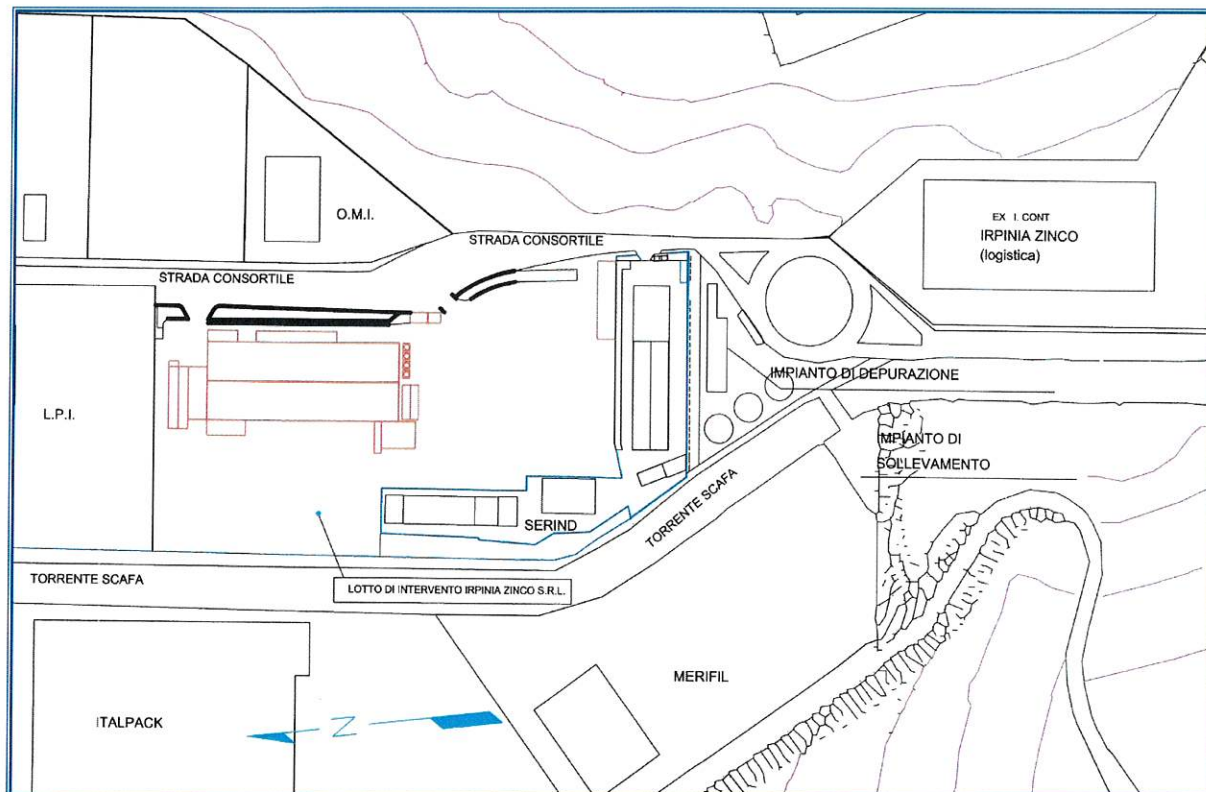 O.M.I.
EX I. CONT
IRPINIA ZINCO
(logistica)
STRADA CONSORTILE
STRADA CONSORTILE
IMPIANTO DI DEPURAZIONE
L.P.I.
IMPIANTO DI
SOLLEVAMENTO
SERIND
TORRENTE SCAFA
TORRENTE SCAFA
LOTTO DI INTERVENTO IRPINIA ZINCO S.R.L.
MERIFIL
ITALPACK
N